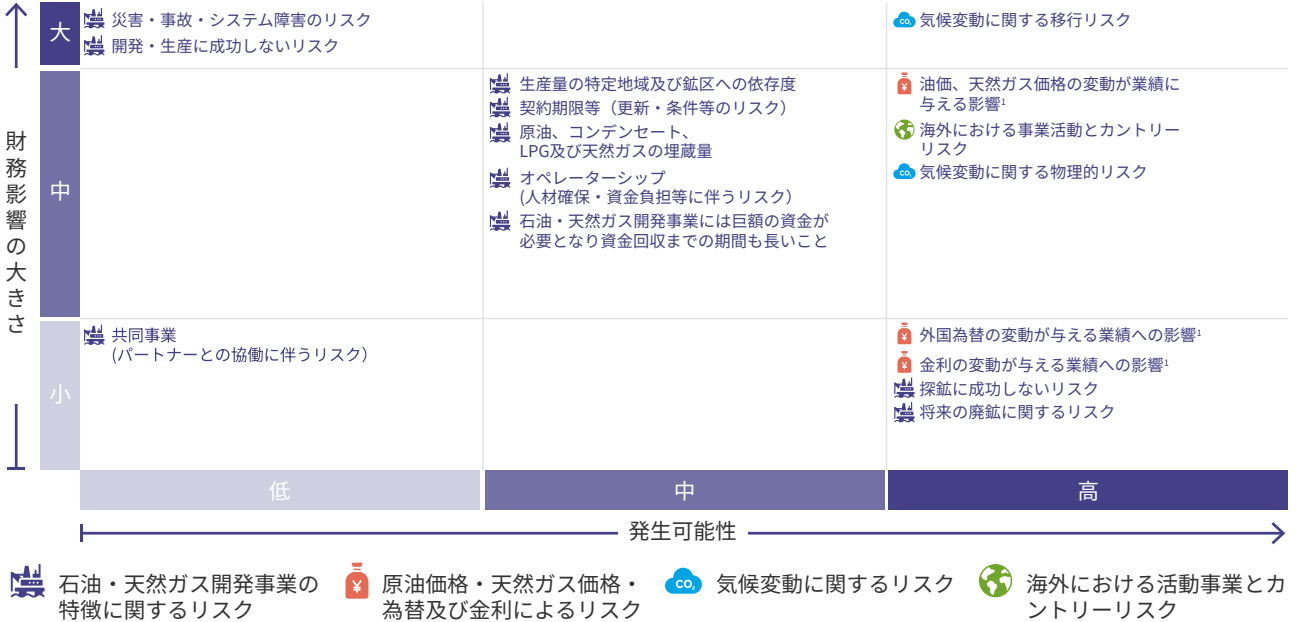 財務影響の大きさ
大
災害・事故・システム障害のリスク
開発・生産に成功しないリスク
気候変動に関する移行リスク
中
生産量の特定地域及び鉱区への依存度
契約期限等（更新・条件等のリスク）
原油、コンデンセート、
LPG及び天然ガスの埋蔵量
オペレーターシップ
(人材確保・資金負担等に伴うリスク）
石油・天然ガス開発事業には巨額の資金が
必要となり資金回収までの期間も長いこと
油価、天然ガス価格の変動が業績に
与える影響¹
海外における事業活動とカントリー
リスク
CO₂
気候変動に関する物理的リスク
小
共同事業
(パートナーとの協働に伴うリスク）
外国為替の変動が与える業績への影響¹
金利の変動が与える業績への影響¹
探鉱に成功しないリスク
将来の廃鉱に関するリスク
低
中
高
発生可能性
石油・天然ガス開発事業の
特徴に関するリスク
¥
原油価格・天然ガス価格・
為替及び金利によるリスク
CO₂
気候変動に関するリスク
海外における活動事業とカ
ントリーリスク